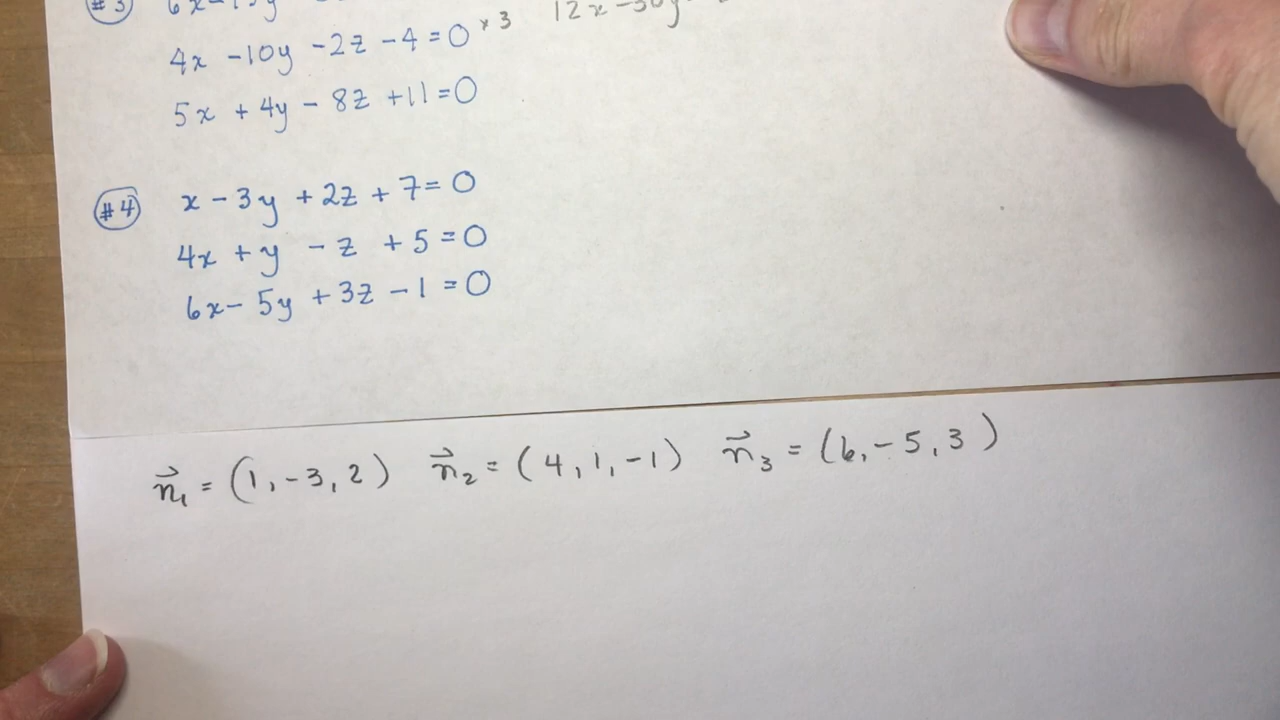 #3
4x - 10y - 2z - 4 = 0 × 3
5x + 4y - 8z + 11 = 0
#4 x - 3y + 2z + 7 = 0
4x + y - z + 5 = 0
6x - 5y + 3z - 1 = 0
n⃗₁ = (1, -3, 2) n⃗₂ = (4, 1, -1) n⃗₃ = (6, -5, 3)